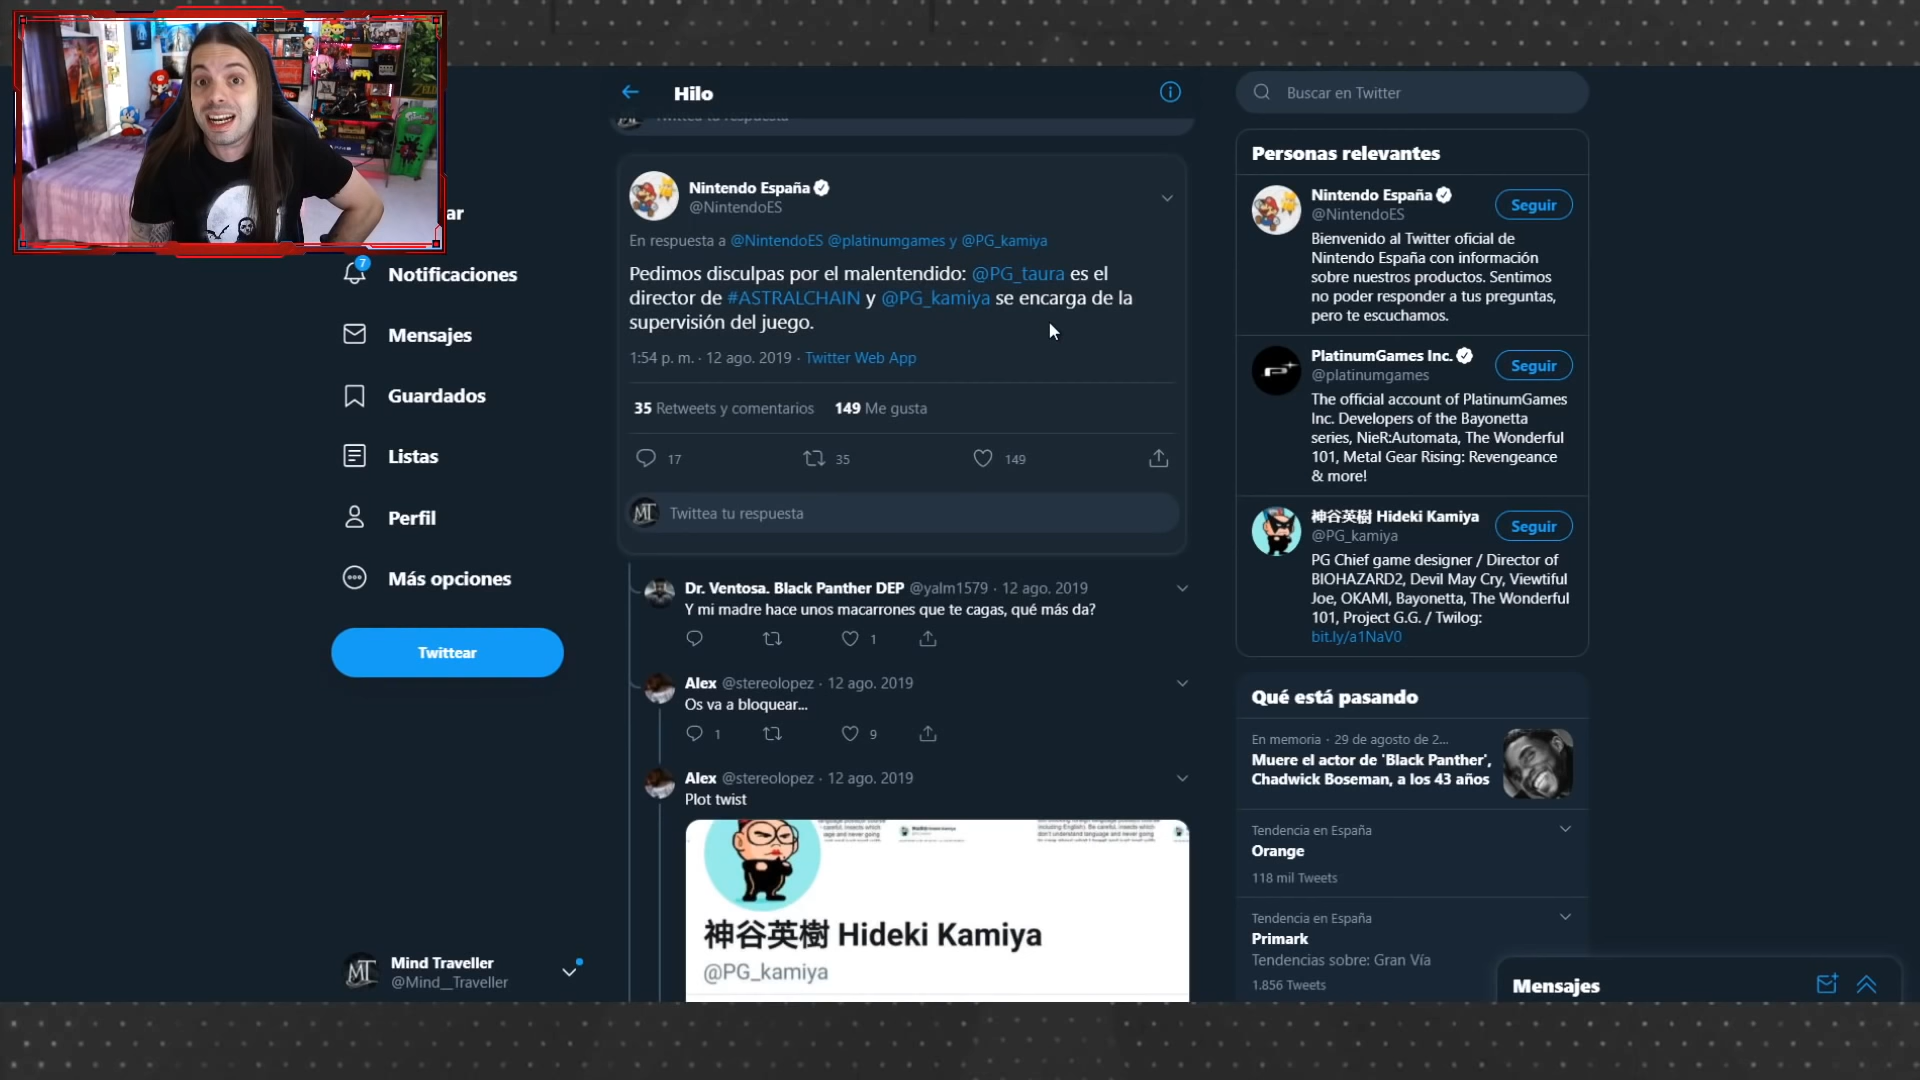 Hilo
Buscar en Twitter
Nintendo España
@NintendoES
En respuesta a @NintendoES @platinumgames y @PG_kamiya
Pedimos disculpas por el malentendido: @PG_taura es el
director de #ASTRALCHAIN y @PG_kamiya se encarga de la
supervisión del juego.
1:54 p. m. · 12 ago. 2019 · Twitter Web App
35 Retweets y comentarios 149 Me gusta
17 35 149
MT Twittea tu respuesta
Dr. Ventosa. Black Panther DEP @yalm1579 · 12 ago. 2019
Y mi madre hace unos macarrones que te cagas, qué más da?
1
Alex @stereolopez · 12 ago. 2019
Os va a bloquear...
1 9
Alex @stereolopez · 12 ago. 2019
Plot twist
神谷英樹 Hideki Kamiya
@PG_kamiya
ar
7
Notificaciones
Mensajes
Guardados
Listas
Perfil
Más opciones
Twittear
MT
Mind Traveller
@Mind__Traveller
Personas relevantes
Nintendo España
@NintendoES
Seguir
Bienvenido al Twitter oficial de
Nintendo España con información
sobre nuestros productos. Sentimos
no poder responder a tus preguntas,
pero te escuchamos.
PlatinumGames Inc.
@platinumgames
Seguir
The official account of PlatinumGames
Inc. Developers of the Bayonetta
series, NieR:Automata, The Wonderful
101, Metal Gear Rising: Revengeance
& more!
神谷英樹 Hideki Kamiya
@PG_kamiya
Seguir
PG Chief game designer / Director of
BIOHAZARD2, Devil May Cry, Viewtiful
Joe, OKAMI, Bayonetta, The Wonderful
101, Project G.G. / Twilog:
bit.ly/a1NaV0
Qué está pasando
En memoria · 29 de agosto de 2...
Muere el actor de 'Black Panther',
Chadwick Boseman, a los 43 años
Tendencia en España
Orange
118 mil Tweets
Tendencia en España
Primark
Tendencias sobre: Gran Vía
1.856 Tweets
Mensajes